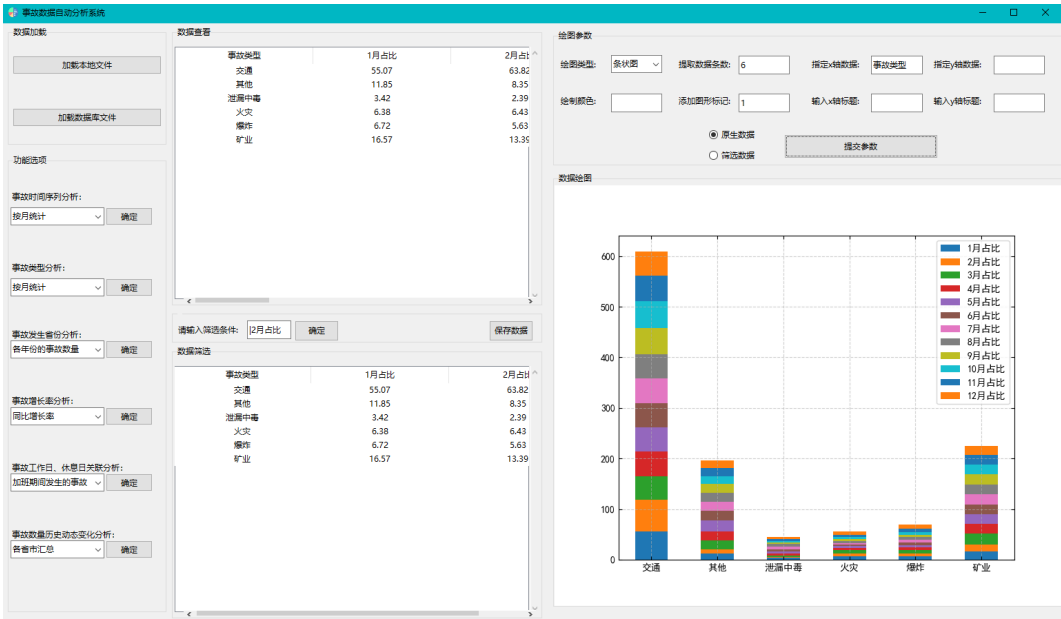 事故数据自动分析系统
数据加载
加载本地文件
加载数据库文件
功能选项
事故时间序列分析:
按月统计 确定
事故类型分析:
按月统计 确定
事故发生省份分析:
各年份的事故数量 确定
事故增长率分析:
同比增长率 确定
事故工作日、休息日关联分析:
加班期间发生的事故 确定
事故数量历史动态变化分析:
各省市汇总 确定
数据查看
事故类型 1月占比 2月占比
交通 55.07 63.82
其他 11.85 8.35
泄漏中毒 3.42 2.39
火灾 6.38 6.43
爆炸 6.72 5.63
矿业 16.57 13.39
请输入筛选条件: 2月占比 确定 保存数据
数据筛选
事故类型 1月占比 2月占比
交通 55.07 63.82
其他 11.85 8.35
泄漏中毒 3.42 2.39
火灾 6.38 6.43
爆炸 6.72 5.63
矿业 16.57 13.39
绘图参数
绘图类型: 条状图 提取数据条数: 6 指定x轴数据: 事故类型 指定y轴数据:
绘制颜色: 添加图形标记: 1 输入x轴标题: 输入y轴标题:
原生数据
筛选数据
提交参数
数据绘图
600
500
400
300
200
100
0
交通 其他 泄漏中毒 火灾 爆炸 矿业
1月占比
2月占比
3月占比
4月占比
5月占比
6月占比
7月占比
8月占比
9月占比
10月占比
11月占比
12月占比